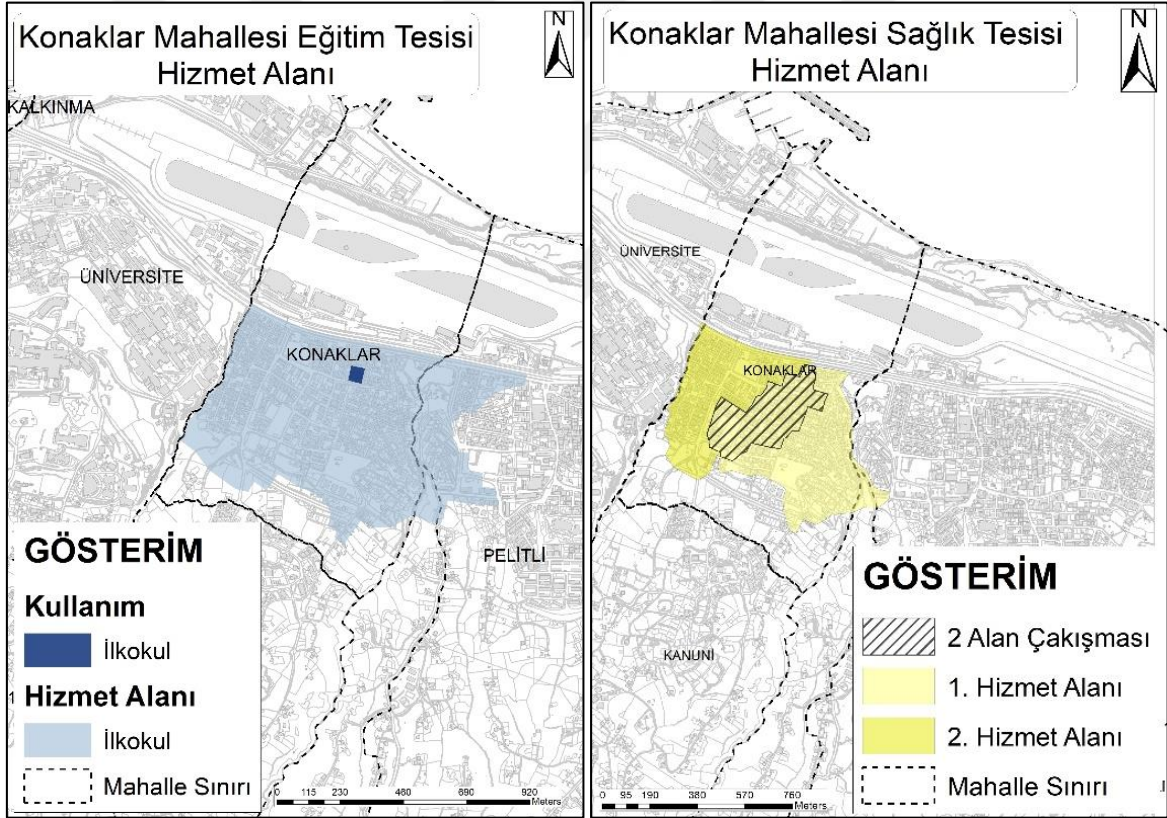 Konaklar Mahallesi Eğitim Tesisi
Hizmet Alanı
N
KALKINMA
ÜNİVERSİTE
KONAKLAR
PELİTLİ
GÖSTERİM
Kullanım
İlkokul
Hizmet Alanı
İlkokul
Mahalle Sınırı
0 115 230 460 690 920
Meters
Konaklar Mahallesi Sağlık Tesisi
Hizmet Alanı
N
ÜNİVERSİTE
KONAKLAR
KANUNİ
GÖSTERİM
2 Alan Çakışması
1. Hizmet Alanı
2. Hizmet Alanı
Mahalle Sınırı
0 95 190 380 570 760
Meters